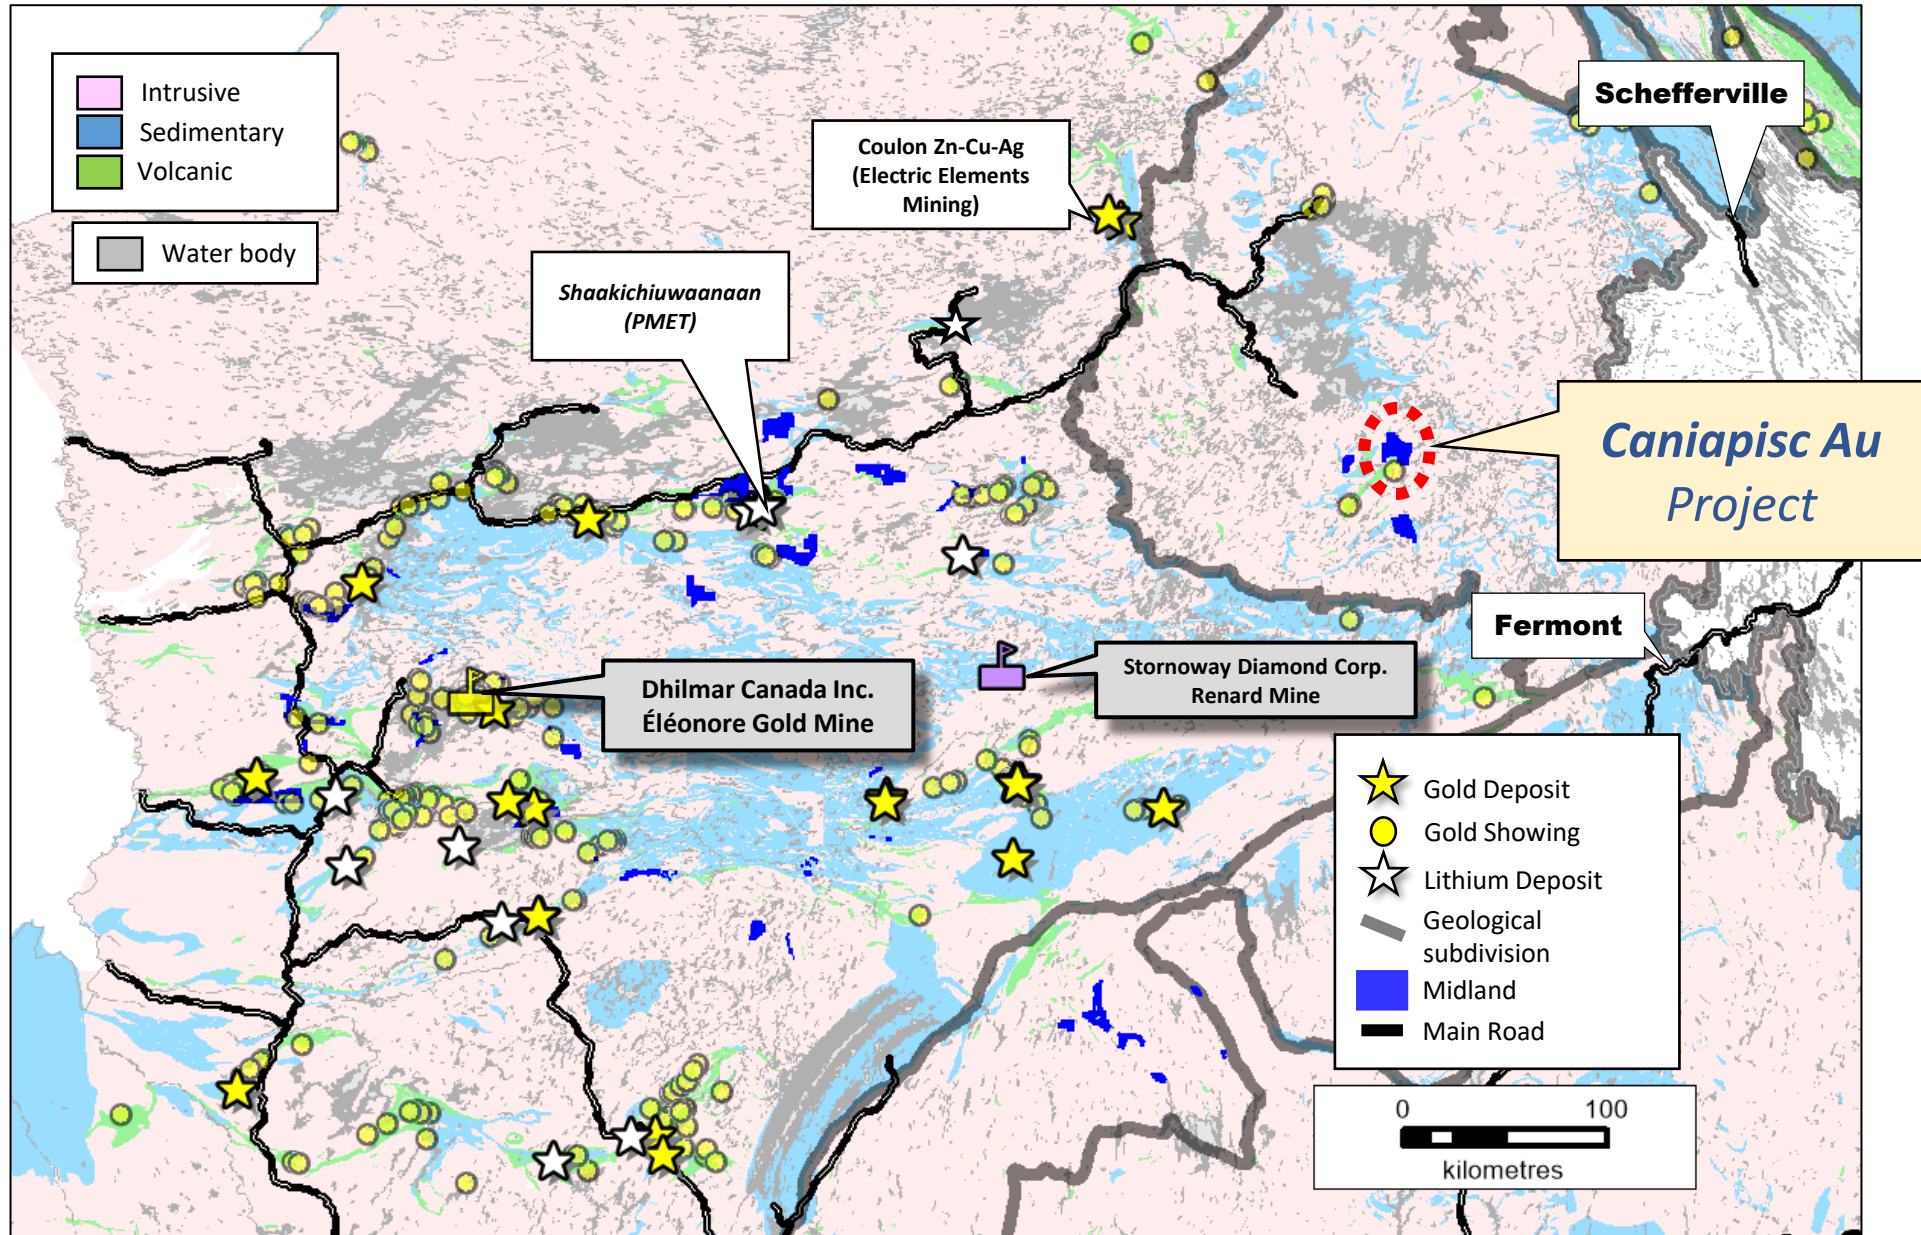 Intrusive
Sedimentary
Volcanic
Water body
Coulon Zn-Cu-Ag
(Electric Elements
Mining)
Schefferville
Shaakichiuwaanaan
(PMET)
Caniapisc Au
Project
Fermont
Dhilmar Canada Inc.
Éléonore Gold Mine
Stornoway Diamond Corp.
Renard Mine
Gold Deposit
Gold Showing
Lithium Deposit
Geological
subdivision
Midland
Main Road
0 100
kilometres